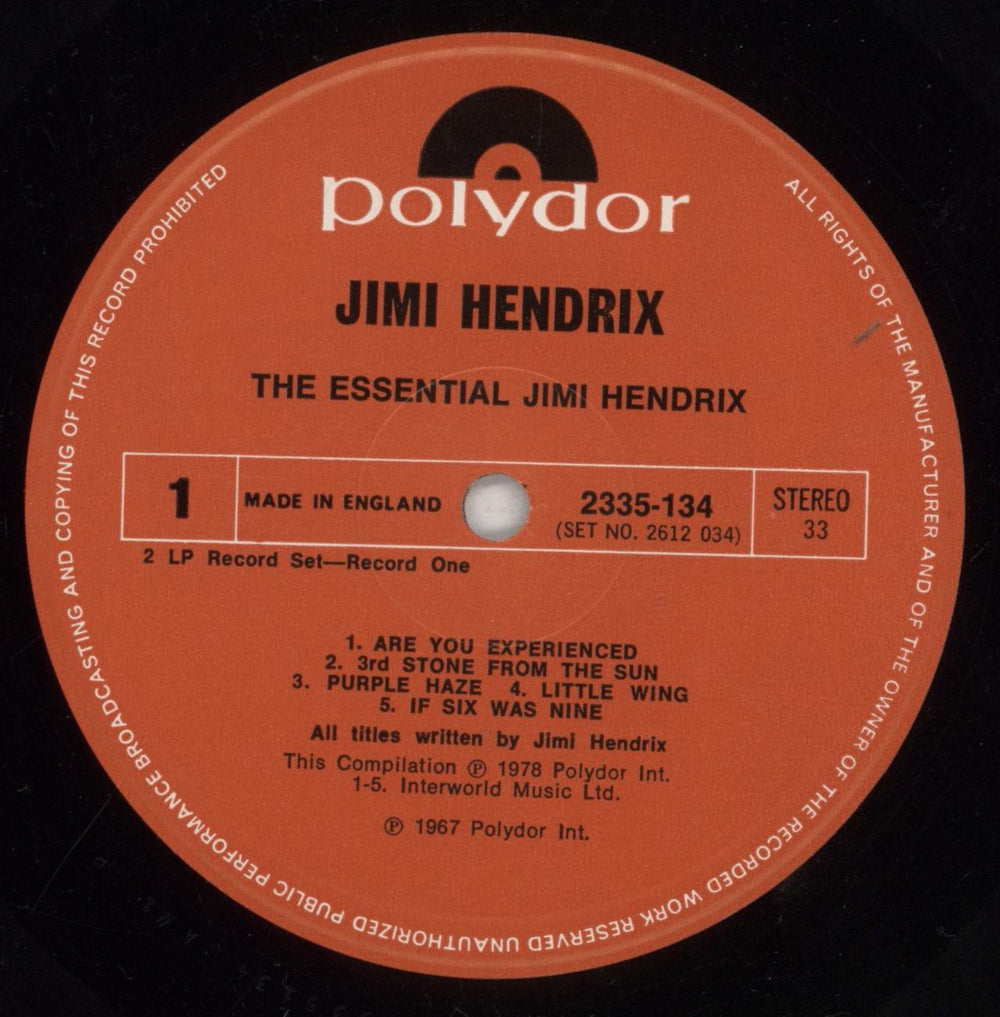 polydor
JIMI HENDRIX
THE ESSENTIAL JIMI HENDRIX
1
MADE IN ENGLAND
2335-134
(SET NO. 2612 034)
STEREO
33
2 LP Record Set—Record One
1. ARE YOU EXPERIENCED
2. 3rd STONE FROM THE SUN
3. PURPLE HAZE 4. LITTLE WING
5. IF SIX WAS NINE
All titles written by Jimi Hendrix
This Compilation ℗ 1978 Polydor Int.
1-5. Interworld Music Ltd.
℗ 1967 Polydor Int.
ALL RIGHTS OF THE MANUFACTURER AND OF THE OWNER OF THE RECORDED WORK RESERVED UNAUTHORIZED PUBLIC PERFORMANCE BROADCASTING AND COPYING OF THIS RECORD PROHIBITED